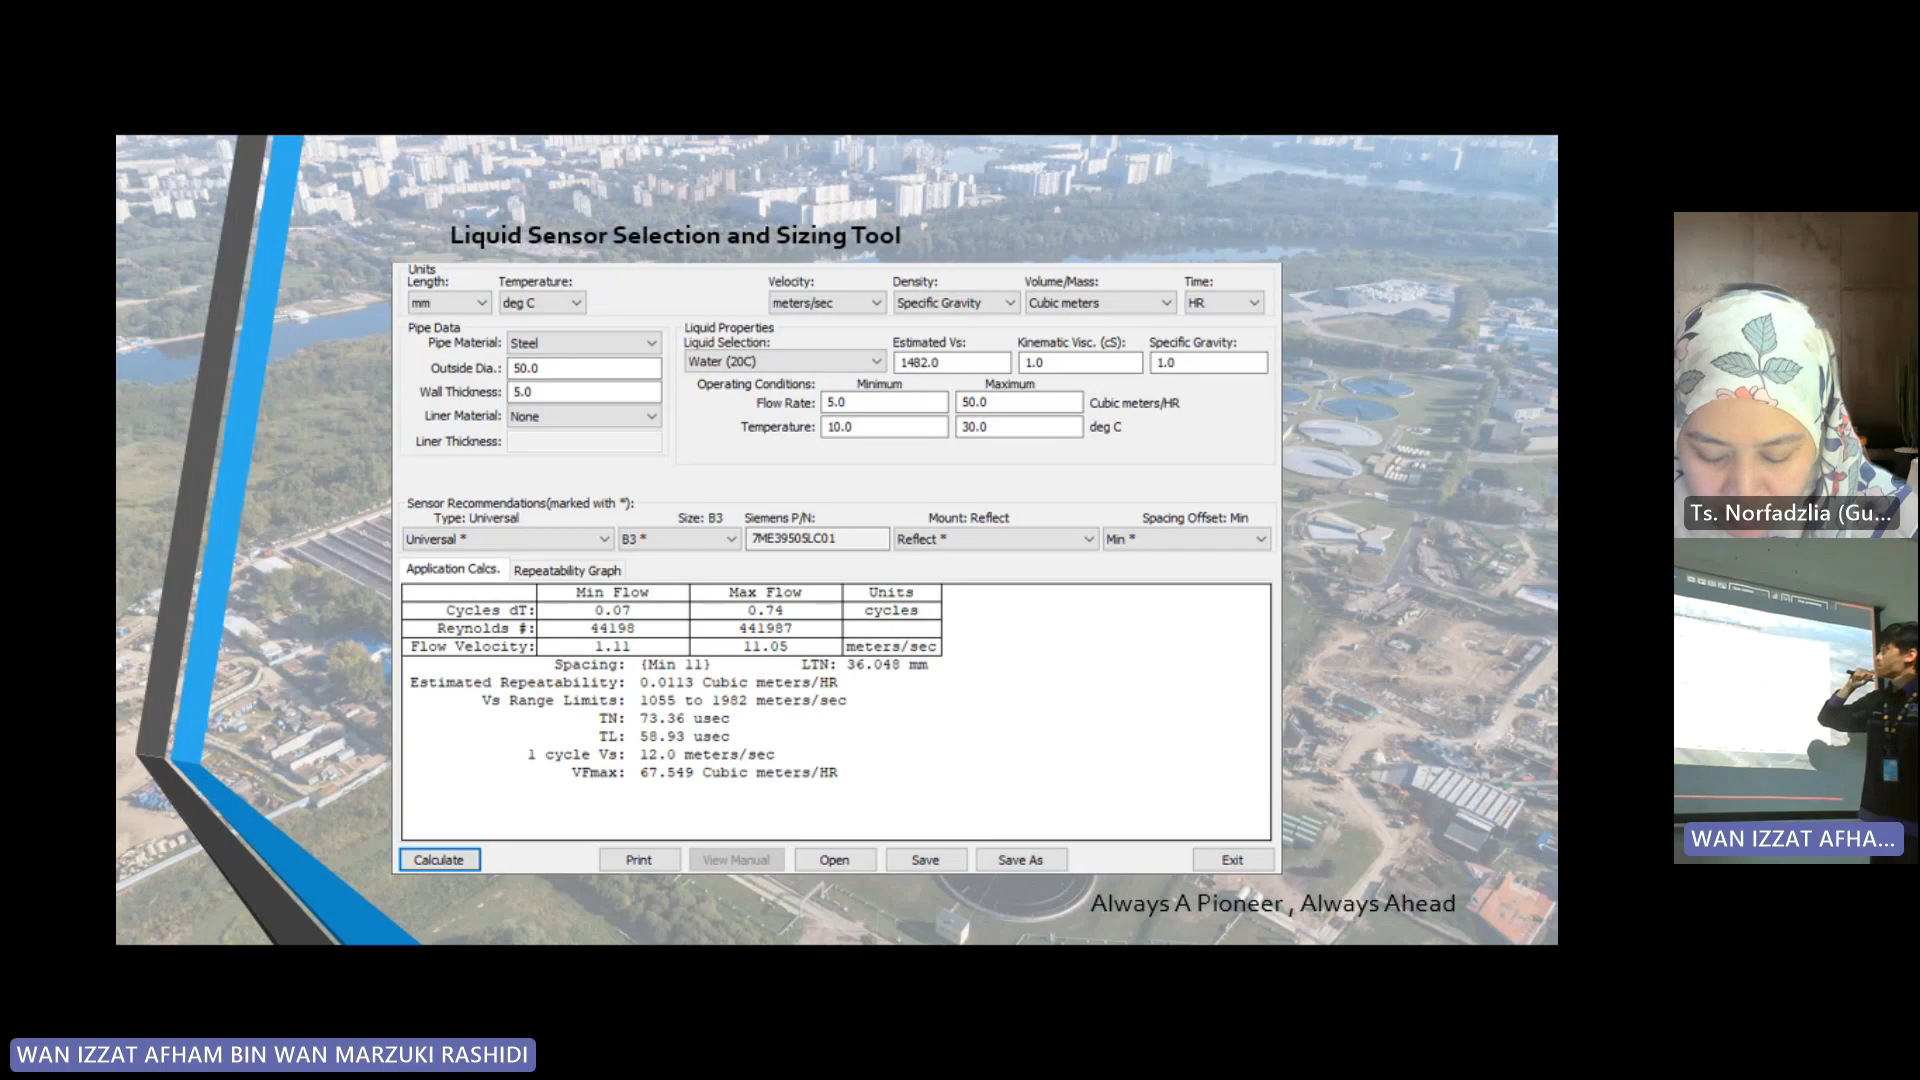 Liquid Sensor Selection and Sizing Tool
Units
Length: Temperature: Velocity: Density: Volume/Mass: Time:
mm deg C meters/sec Specific Gravity Cubic meters HR
Pipe Data
Pipe Material: Steel
Outside Dia.: 50.0
Wall Thickness: 5.0
Liner Material: None
Liner Thickness:
Liquid Properties
Liquid Selection: Estimated Vs: Kinematic Visc. (cS): Specific Gravity:
Water (20C) 1482.0 1.0 1.0
Operating Conditions: Minimum Maximum
Flow Rate: 5.0 50.0 Cubic meters/HR
Temperature: 10.0 30.0 deg C
Sensor Recommendations(marked with *):
Type: Universal Size: B3 Siemens P/N: Mount: Reflect Spacing Offset: Min
Universal * B3 * 7ME39505LC01 Reflect * Min *
Application Calcs. Repeatability Graph
Min Flow Max Flow Units
Cycles dT: 0.07 0.74 cycles
Reynolds #: 44198 441987
Flow Velocity: 1.11 11.05 meters/sec
Spacing: {Min 11} LTN: 36.048 mm
Estimated Repeatability: 0.0113 Cubic meters/HR
Vs Range Limits: 1055 to 1982 meters/sec
TN: 73.36 usec
TL: 58.93 usec
1 cycle Vs: 12.0 meters/sec
VFmax: 67.549 Cubic meters/HR
Calculate Print View Manual Open Save Save As Exit
Always A Pioneer , Always Ahead
Ts. Norfadzlia (Gu...
WAN IZZAT AFHA...
WAN IZZAT AFHAM BIN WAN MARZUKI RASHIDI